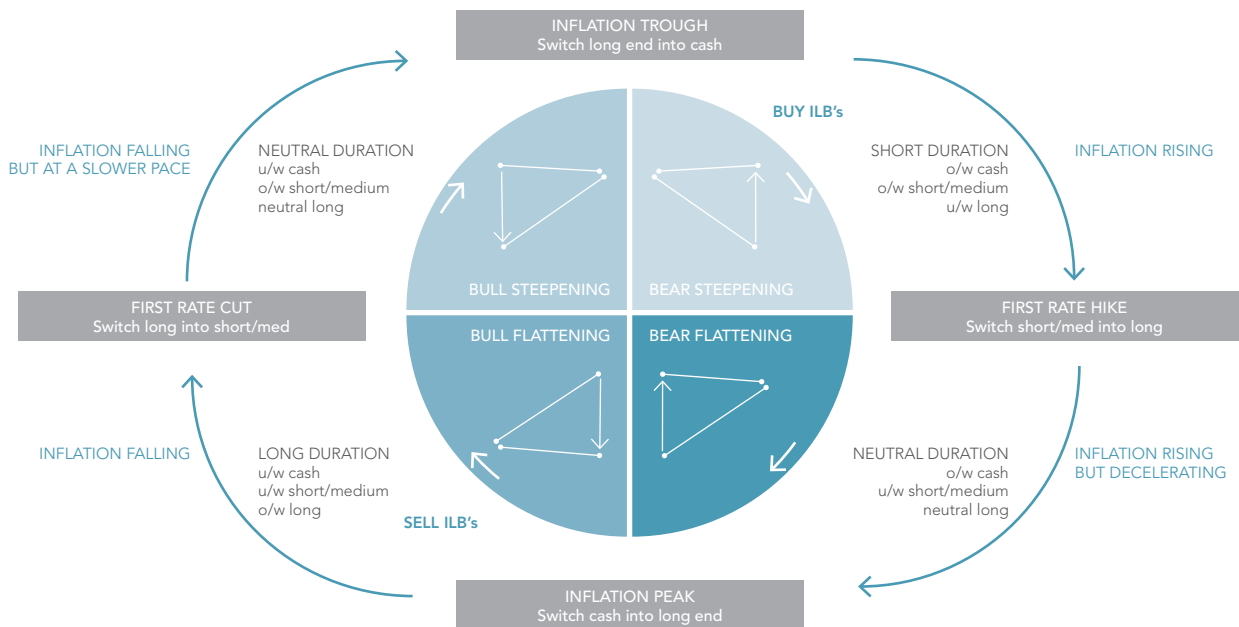 INFLATION TROUGH
Switch long end into cash
BUY ILB's
INFLATION FALLING
BUT AT A SLOWER PACE
NEUTRAL DURATION
u/w cash
o/w short/medium
neutral long
SHORT DURATION
o/w cash
o/w short/medium
u/w long
INFLATION RISING
BULL STEEPENING
BEAR STEEPENING
FIRST RATE CUT
Switch long into short/med
FIRST RATE HIKE
Switch short/med into long
BULL FLATTENING
BEAR FLATTENING
INFLATION FALLING
LONG DURATION
u/w cash
u/w short/medium
o/w long
NEUTRAL DURATION
o/w cash
u/w short/medium
neutral long
INFLATION RISING
BUT DECELERATING
SELL ILB's
INFLATION PEAK
Switch cash into long end